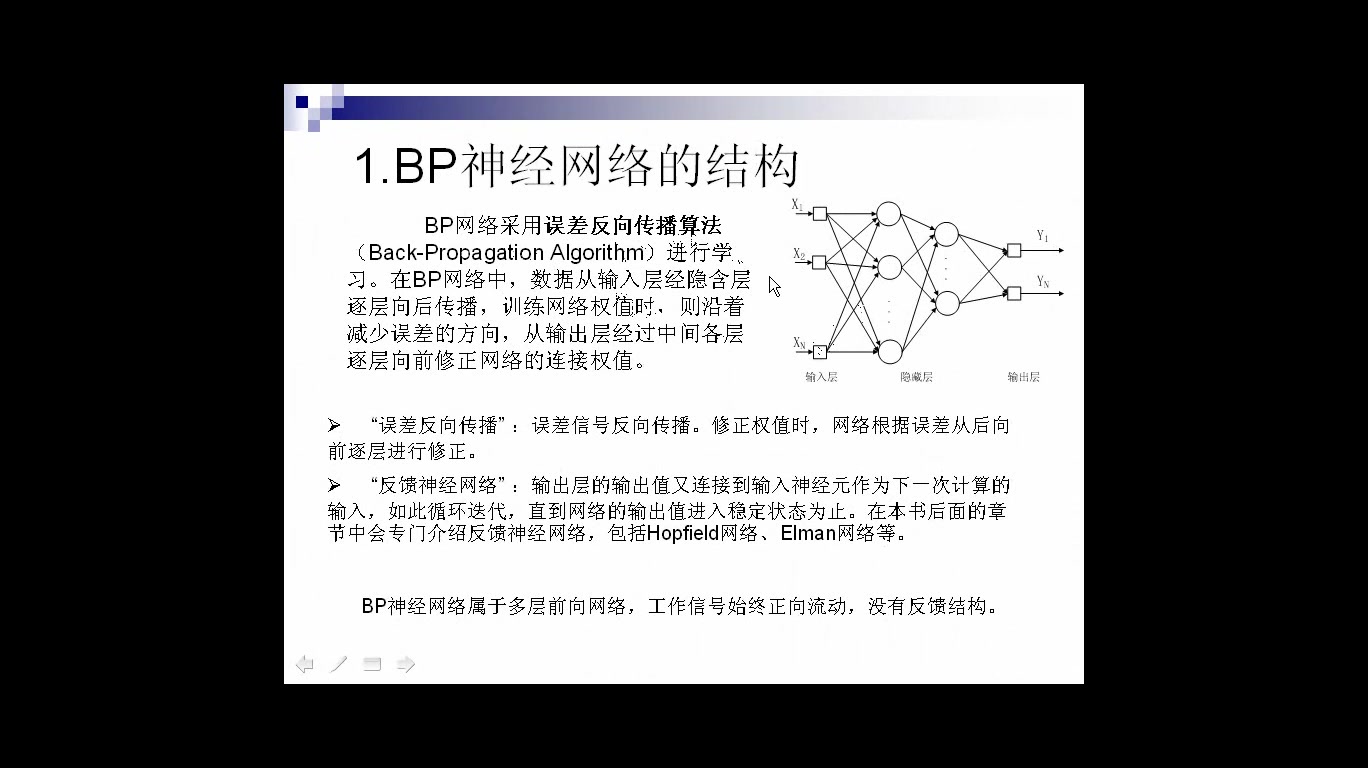 1.BP神经网络的结构
BP网络采用误差反向传播算法
（Back-Propagation Algorithm）进行学
习。在BP网络中，数据从输入层经隐含层
逐层向后传播，训练网络权值时，则沿着
减少误差的方向，从输出层经过中间各层
逐层向前修正网络的连接权值。
X1
X2
XN
Y1
YN
输入层
隐藏层
输出层
➢ “误差反向传播”：误差信号反向传播。修正权值时，网络根据误差从后向
前逐层进行修正。
➢ “反馈神经网络”：输出层的输出值又连接到输入神经元作为下一次计算的
输入，如此循环迭代，直到网络的输出值进入稳定状态为止。在本书后面的章
节中会专门介绍反馈神经网络，包括Hopfield网络、Elman网络等。
BP神经网络属于多层前向网络，工作信号始终正向流动，没有反馈结构。